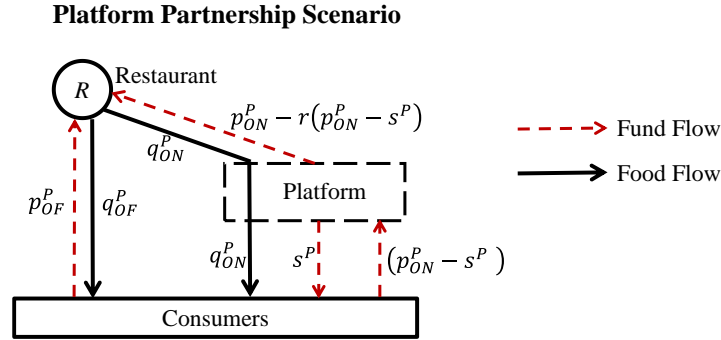 Platform Partnership Scenario
R
Restaurant
p_{ON}^{P} − r(p_{ON}^{P} − s^{P})
q_{ON}^{P}
Fund Flow
Platform
Food Flow
p_{OF}^{P}
q_{OF}^{P}
q_{ON}^{P}
s^{P}
(p_{ON}^{P} − s^{P})
Consumers